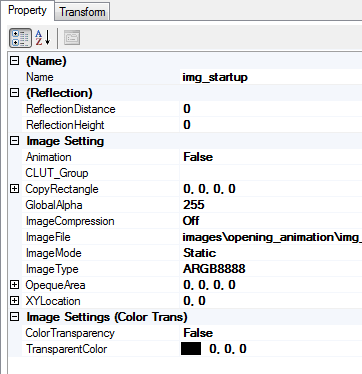 Property Transform
(Name)
Name img_startup
(Reflection)
ReflectionDistance 0
ReflectionHeight 0
Image Setting
Animation False
CLUT_Group
CopyRectangle 0, 0, 0, 0
GlobalAlpha 255
ImageCompression Off
ImageFile images\opening_animation\img_
ImageMode Static
ImageType ARGB8888
OpequeArea 0, 0, 0, 0
XYLocation 0, 0
Image Settings (Color Trans)
ColorTransparency False
TransparentColor 0, 0, 0